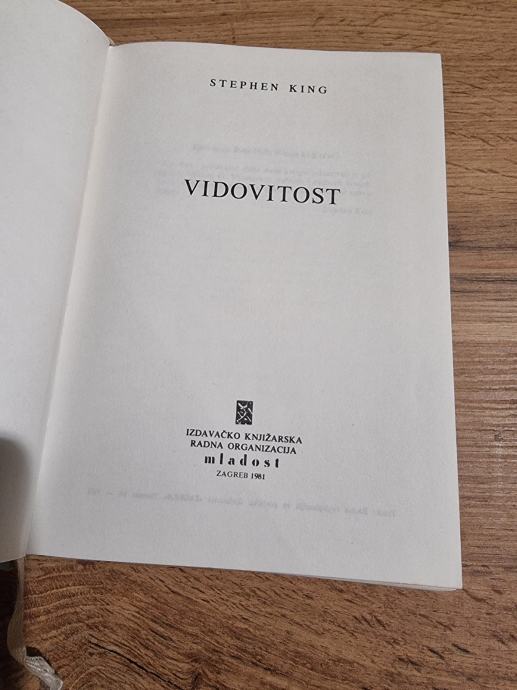 STEPHEN KING
VIDOVITOST
IZDAVAČKO KNJIŽARSKA
RADNA ORGANIZACIJA
mladost
ZAGREB 1981